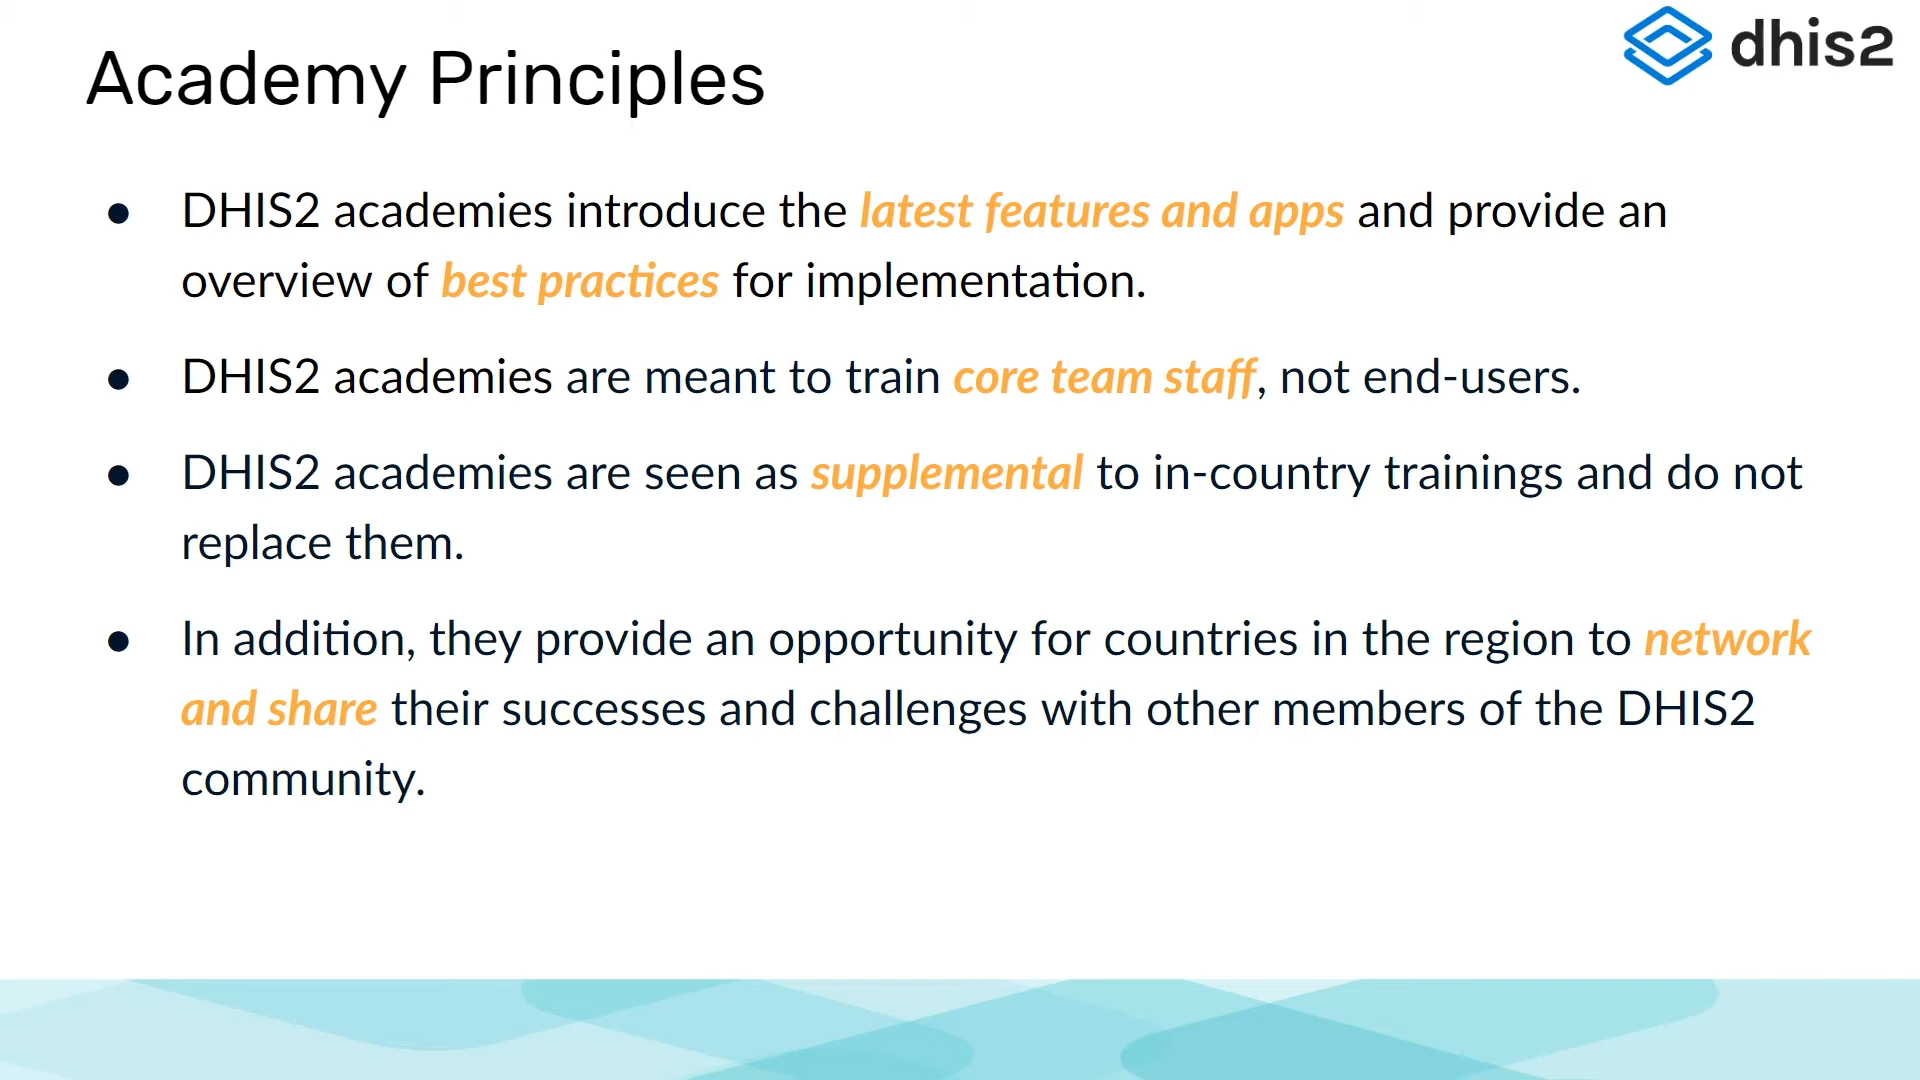 dhis2
Academy Principles
● DHIS2 academies introduce the latest features and apps and provide an
overview of best practices for implementation.
● DHIS2 academies are meant to train core team staff, not end-users.
● DHIS2 academies are seen as supplemental to in-country trainings and do not
replace them.
● In addition, they provide an opportunity for countries in the region to network
and share their successes and challenges with other members of the DHIS2
community.